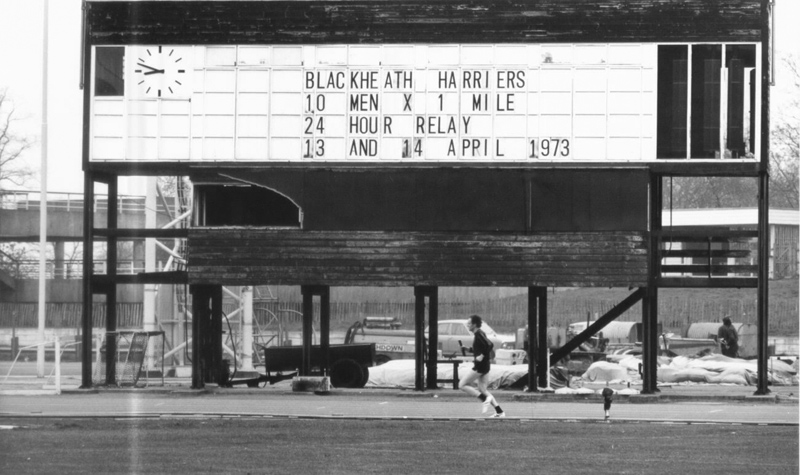 BLACKHEATH HARRIERS
10 MEN X 1 MILE
24 HOUR RELAY
13 AND 14 APRIL 1973